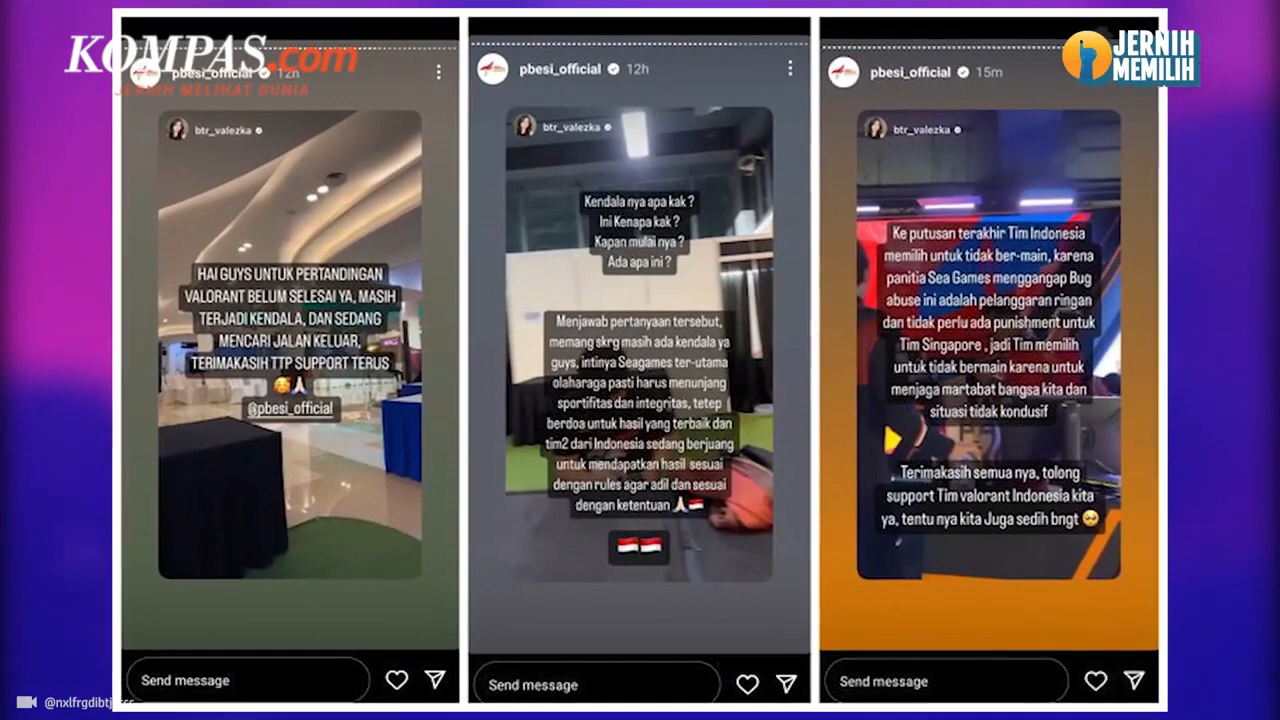 KOMPAS.com
JERNIH MELIHAT DUNIA
JERNIH
MEMILIH
pbesi_official 12h
btr_valezka
HAI GUYS UNTUK PERTANDINGAN
VALORANT BELUM SELESAI YA, MASIH
TERJADI KENDALA, DAN SEDANG
MENCARI JALAN KELUAR,
TERIMAKASIH TTP SUPPORT TERUS
🥰🙏🏻
@pbesi_official
Send message
pbesi_official 12h
btr_valezka
Kendala nya apa kak ?
Ini Kenapa kak ?
Kapan mulai nya ?
Ada apa ini ?
Menjawab pertanyaan tersebut,
memang skrg masih ada kendala ya
guys, intinya Seagames ter-utama
olaharaga pasti harus menunjang
sportifitas dan integritas, tetep
berdoa untuk hasil yang terbaik dan
tim2 dari Indonesia sedang berjuang
untuk mendapatkan hasil sesuai
dengan rules agar adil dan sesuai
dengan ketentuan 🙏🏻🇮🇩
🇮🇩🇮🇩
Send message
pbesi_official 15m
btr_valezka
Ke putusan terakhir Tim Indonesia
memilih untuk tidak ber-main, karena
panitia Sea Games menggangap Bug
abuse ini adalah pelanggaran ringan
dan tidak perlu ada punishment untuk
Tim Singapore , jadi Tim memilih
untuk tidak bermain karena untuk
menjaga martabat bangsa kita dan
situasi tidak kondusif
Terimakasih semua nya, tolong
support Tim valorant Indonesia kita
ya, tentu nya kita Juga sedih bngt 🥺
Send message